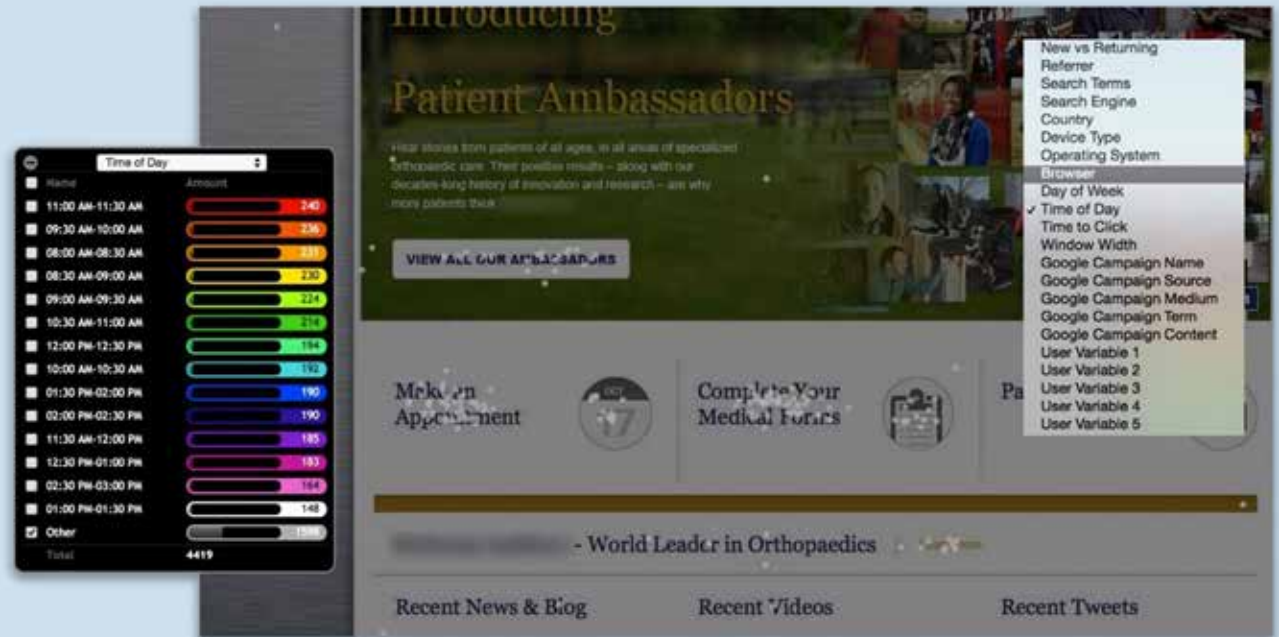 Introducing
Patient Ambassadors
Hear stories from patients of all ages, in all areas of specialized
orthopaedic care. Their positive results – along with our
decades-long history of innovation and research – are why
more patients think
VIEW ALL OUR AMBASSADORS
Time of Day
Name Amount
11:00 AM-11:30 AM 240
09:30 AM-10:00 AM 236
08:00 AM-08:30 AM 231
08:30 AM-09:00 AM 230
09:00 AM-09:30 AM 224
10:30 AM-11:00 AM 214
12:00 PM-12:30 PM 194
10:00 AM-10:30 AM 192
01:30 PM-02:00 PM 190
02:00 PM-02:30 PM 190
11:30 AM-12:00 PM 185
12:30 PM-01:00 PM 183
02:30 PM-03:00 PM 164
01:00 PM-01:30 PM 148
Other 1598
Total 4419
New vs Returning
Referrer
Search Terms
Search Engine
Country
Device Type
Operating System
Browser
Day of Week
✓ Time of Day
Time to Click
Window Width
Google Campaign Name
Google Campaign Source
Google Campaign Medium
Google Campaign Term
Google Campaign Content
User Variable 1
User Variable 2
User Variable 3
User Variable 4
User Variable 5
Make an
Appointment
17
Complete Your
Medical Forms
Pa
- World Leader in Orthopaedics
Recent News & Blog
Recent Videos
Recent Tweets